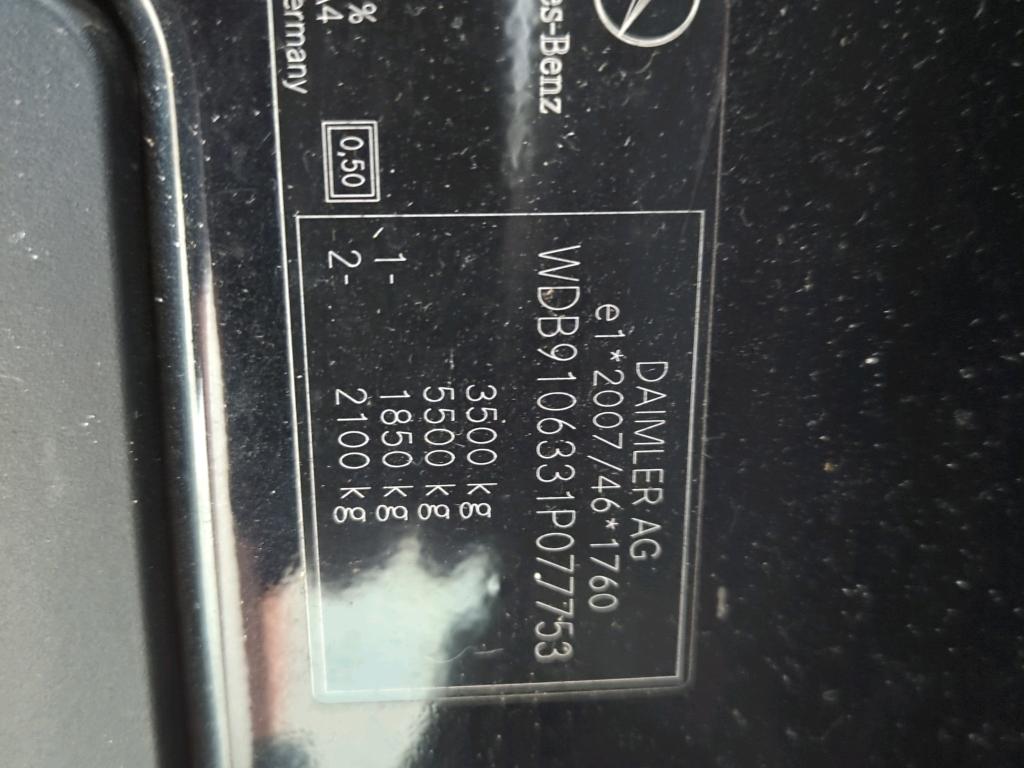 es-Benz
%
A4
ermany
0,50
DAIMLER AG
e1*2007/46*1760
WDB9106331P077753
3500 kg
5500 kg
1- 1850 kg
2- 2100 kg